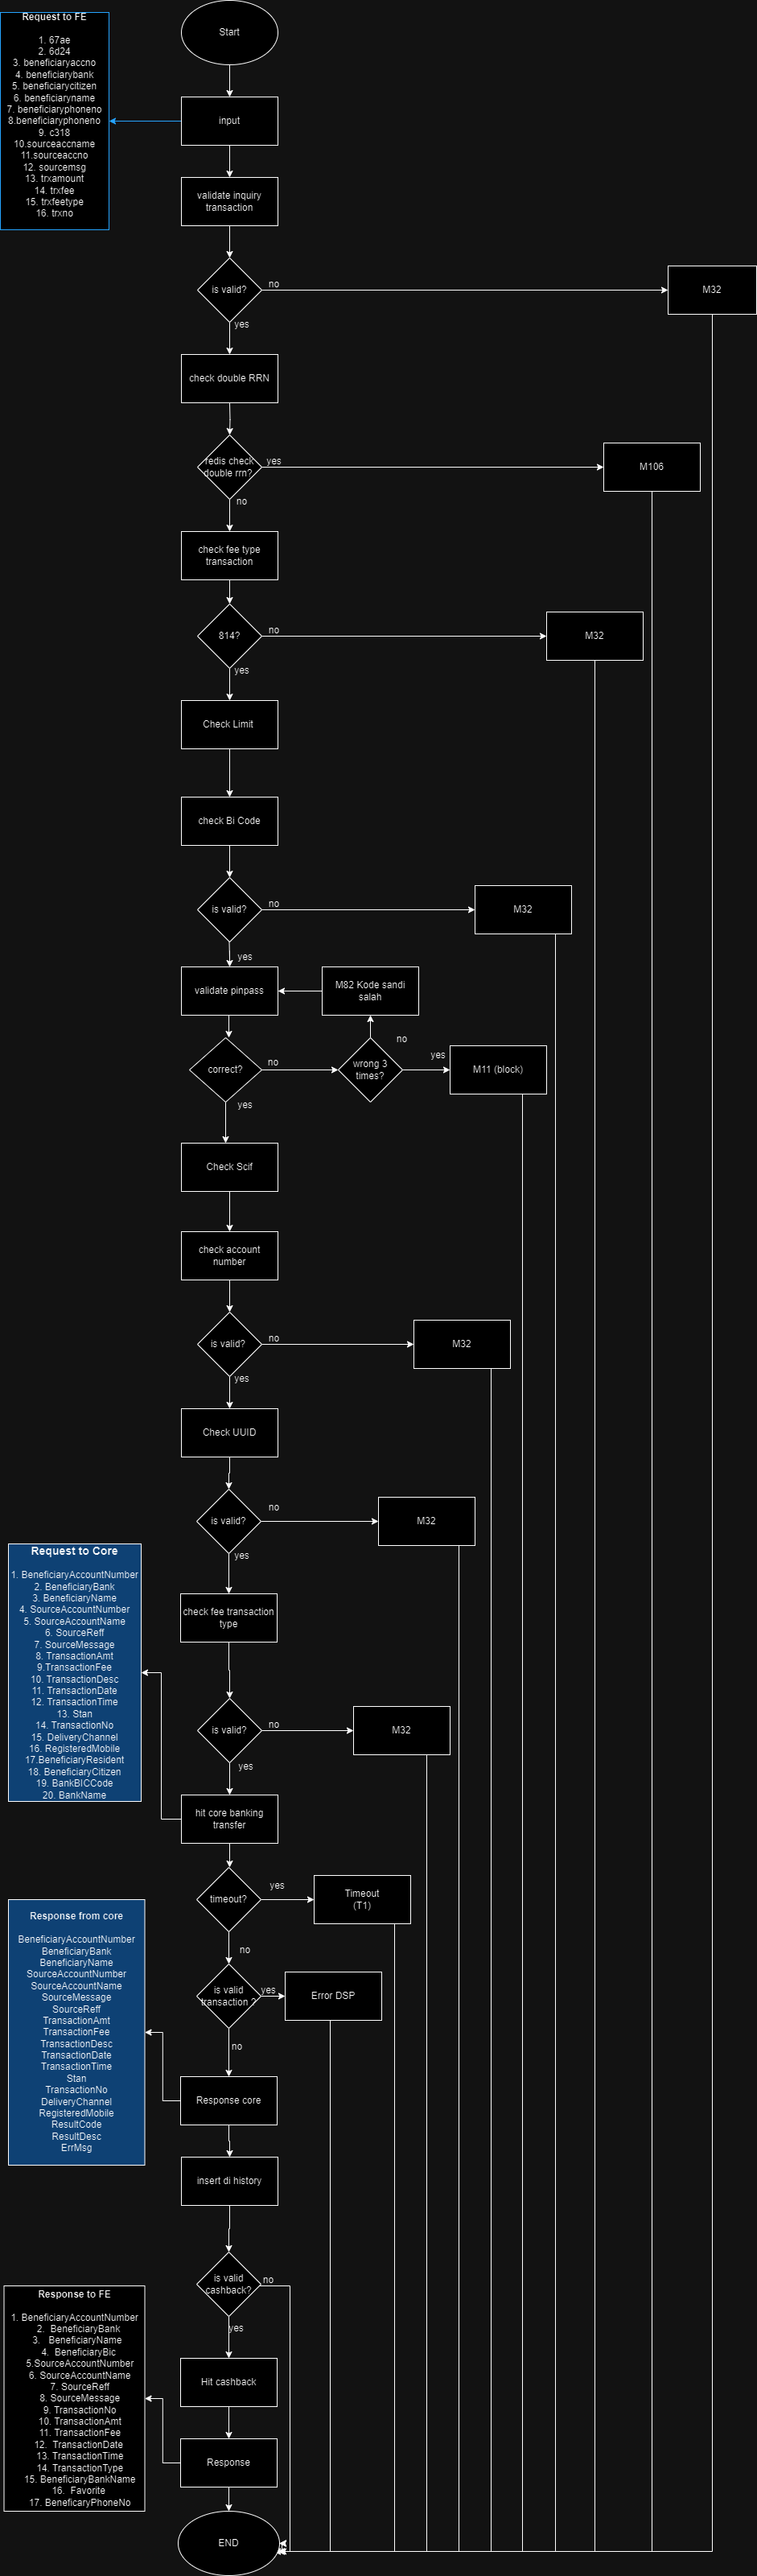 Start
Request to FE
1. 67ae
2. 6d24
3. beneficiaryaccno
4. beneficiarybank
5. beneficiarycitizen
6. beneficiaryname
7. beneficiaryphoneno
8.beneficiaryphoneno
9. c318
10.sourceaccname
11.sourceaccno
12. sourcemsg
13. trxamount
14. trxfee
15. trxfeetype
16. trxno
input
validate inquiry
transaction
is valid?
no
M32
yes
check double RRN
redis check
double rrn?
yes
M106
no
check fee type
transaction
814?
no
M32
yes
Check Limit
check Bi Code
is valid?
no
M32
yes
validate pinpass
M82 Kode sandi
salah
no
correct?
no
wrong 3
times?
yes
M11 (block)
yes
Check Scif
check account
number
is valid?
no
M32
yes
Check UUID
is valid?
no
M32
yes
Request to Core
1. BeneficiaryAccountNumber
2. BeneficiaryBank
3. BeneficiaryName
4. SourceAccountNumber
5. SourceAccountName
6. SourceReff
7. SourceMessage
8. TransactionAmt
9.TransactionFee
10. TransactionDesc
11. TransactionDate
12. TransactionTime
13. Stan
14. TransactionNo
15. DeliveryChannel
16. RegisteredMobile
17.BeneficiaryResident
18. BeneficiaryCitizen
19. BankBICCode
20. BankName
check fee transaction
type
is valid?
no
M32
yes
hit core banking
transfer
timeout?
yes
Timeout
(T1)
no
Response from core
BeneficiaryAccountNumber
BeneficiaryBank
BeneficiaryName
SourceAccountNumber
SourceAccountName
SourceMessage
SourceReff
TransactionAmt
TransactionFee
TransactionDesc
TransactionDate
TransactionTime
Stan
TransactionNo
DeliveryChannel
RegisteredMobile
ResultCode
ResultDesc
ErrMsg
is valid
transaction ?
yes
Error DSP
no
Response core
insert di history
is valid
cashback?
no
yes
Response to FE
1. BeneficiaryAccountNumber
2. BeneficiaryBank
3. BeneficiaryName
4. BeneficiaryBic
5.SourceAccountNumber
6. SourceAccountName
7. SourceReff
8. SourceMessage
9. TransactionNo
10. TransactionAmt
11. TransactionFee
12. TransactionDate
13. TransactionTime
14. TransactionType
15. BeneficiaryBankName
16. Favorite
17. BeneficaryPhoneNo
Hit cashback
Response
END